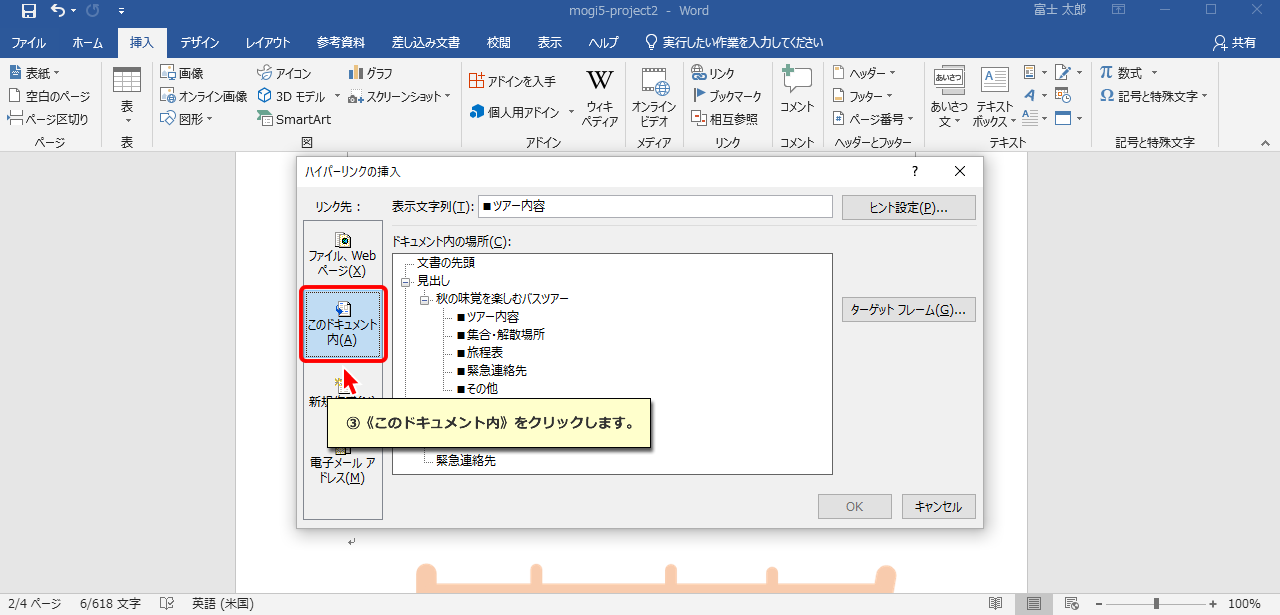 mogi5-project2 - Word
富士 太郎
ファイル ホーム 挿入 デザイン レイアウト 参考資料 差し込み文書 校閲 表示 ヘルプ 実行したい作業を入力してください 共有
表紙
空白のページ
ページ区切り
ページ
表
表
画像
オンライン画像
図形
アイコン
3D モデル
SmartArt
グラフ
スクリーンショット
図
アドインを入手
個人用アドイン
W
ウィキ
ペディア
アドイン
オンライン
ビデオ
メディア
リンク
ブックマーク
相互参照
リンク
コメント
コメント
ヘッダー
フッター
ページ番号
ヘッダーとフッター
あいさつ
あいさつ
文
A
テキスト
ボックス
テキスト
π 数式
Ω 記号と特殊文字
記号と特殊文字
ハイパーリンクの挿入
?
リンク先：
表示文字列(T): ■ツアー内容
ヒント設定(P)...
ファイル、Web
ページ(X)
このドキュメント
内(A)
電子メール ア
ドレス(M)
ドキュメント内の場所(C):
文書の先頭
見出し
秋の味覚を楽しむバスツアー
■ツアー内容
■集合・解散場所
■旅程表
■緊急連絡先
■その他
緊急連絡先
ターゲット フレーム(G)...
③《このドキュメント内》をクリックします。
OK
キャンセル
2/4 ページ 6/618 文字 英語 (米国)
100%